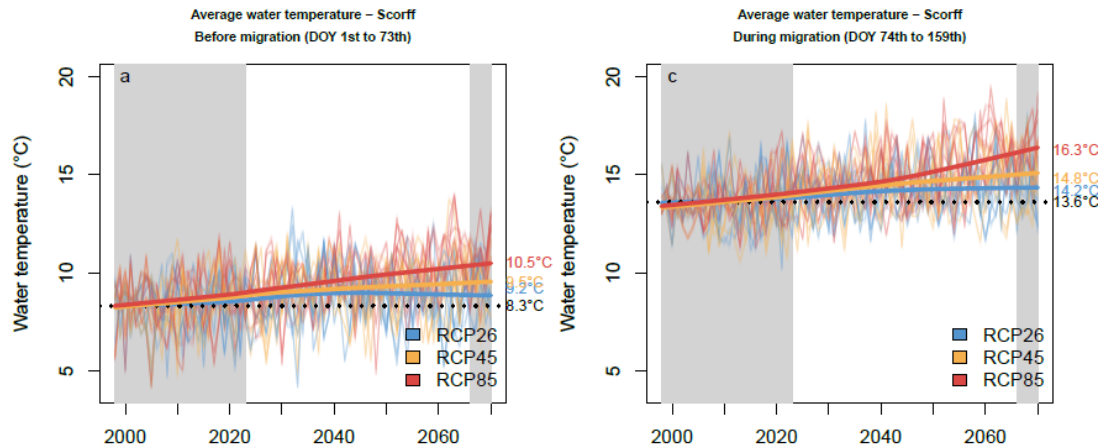 Average water temperature – Scorff
Before migration (DOY 1st to 73th)
a
20
15
10
5
Water temperature (°C)
10.5°C
9.5°C
9.2°C
8.3°C
RCP26
RCP45
RCP85
2000
2020
2040
2060
Average water temperature – Scorff
During migration (DOY 74th to 159th)
c
20
15
10
5
Water temperature (°C)
16.3°C
14.8°C
14.2°C
13.6°C
RCP26
RCP45
RCP85
2000
2020
2040
2060